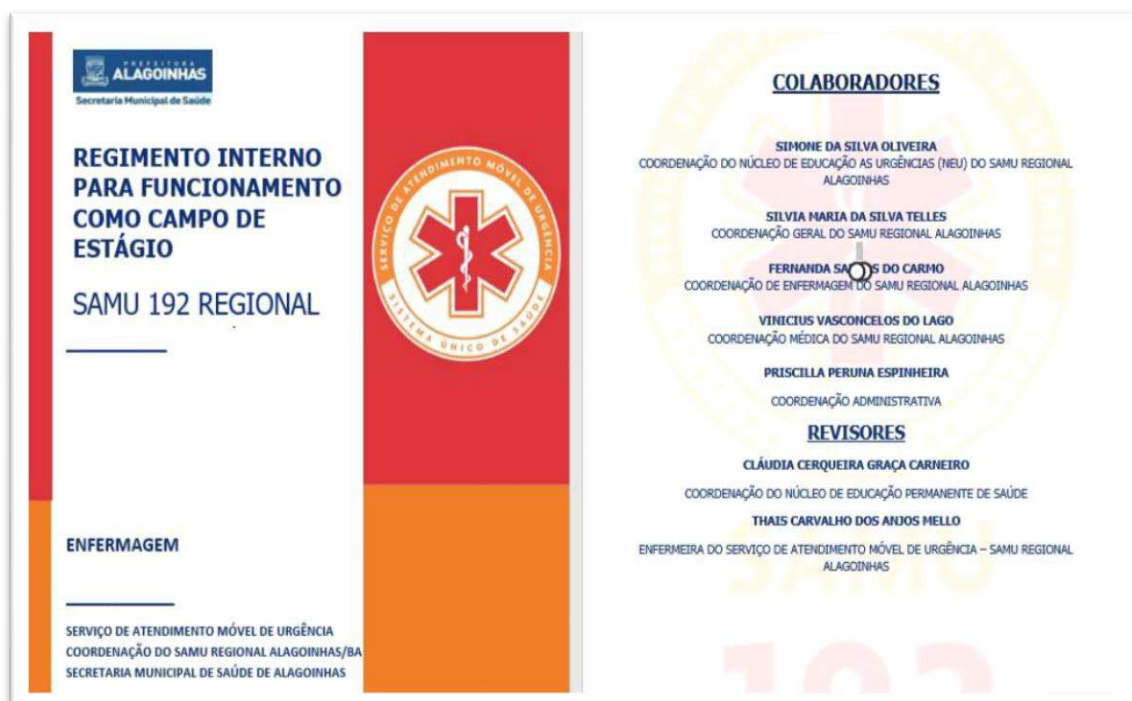 PREFEITURA
ALAGOINHAS
Secretaria Municipal de Saúde
REGIMENTO INTERNO
PARA FUNCIONAMENTO
COMO CAMPO DE
ESTÁGIO
SAMU 192 REGIONAL
SERVIÇO DE ATENDIMENTO MÓVEL DE URGÊNCIA
SISTEMA ÚNICO DE SAÚDE
ENFERMAGEM
SERVIÇO DE ATENDIMENTO MÓVEL DE URGÊNCIA
COORDENAÇÃO DO SAMU REGIONAL ALAGOINHAS/BA
SECRETARIA MUNICIPAL DE SAÚDE DE ALAGOINHAS
COLABORADORES
SIMONE DA SILVA OLIVEIRA
COORDENAÇÃO DO NÚCLEO DE EDUCAÇÃO AS URGÊNCIAS (NEU) DO SAMU REGIONAL
ALAGOINHAS
SILVIA MARIA DA SILVA TELLES
COORDENAÇÃO GERAL DO SAMU REGIONAL ALAGOINHAS
FERNANDA DO CARMO
COORDENAÇÃO DE ENFERMAGEM DO SAMU REGIONAL ALAGOINHAS
VINICIUS VASCONCELOS DO LAGO
COORDENAÇÃO MÉDICA DO SAMU REGIONAL ALAGOINHAS
PRISCILLA PERUNA ESPINHEIRA
COORDENAÇÃO ADMINISTRATIVA
REVISORES
CLÁUDIA CERQUEIRA GRAÇA CARNEIRO
COORDENAÇÃO DO NÚCLEO DE EDUCAÇÃO PERMANENTE DE SAÚDE
THAIS CARVALHO DOS ANJOS MELLO
ENFERMEIRA DO SERVIÇO DE ATENDIMENTO MÓVEL DE URGÊNCIA – SAMU REGIONAL
ALAGOINHAS
SAMU
192